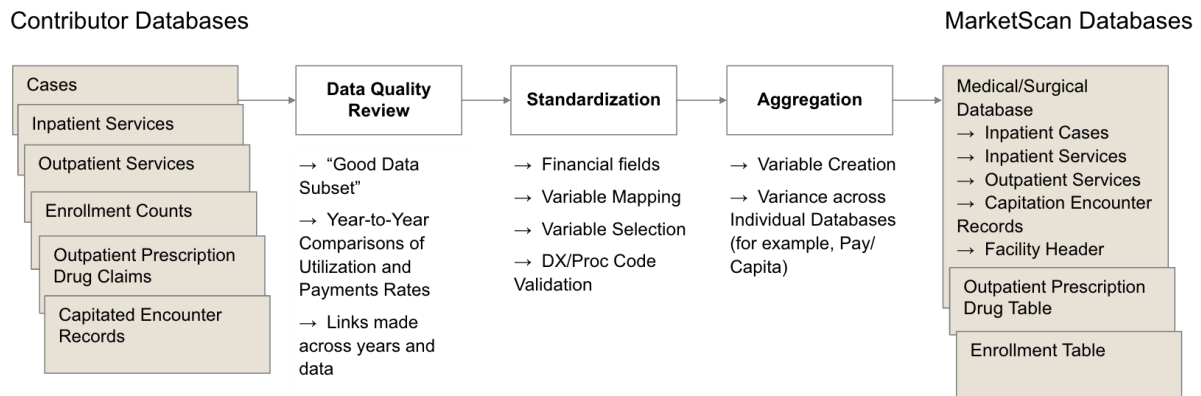 Contributor Databases
MarketScan Databases
Cases
Inpatient Services
Outpatient Services
Enrollment Counts
Outpatient Prescription
Drug Claims
Capitated Encounter
Records
Data Quality
Review
→ “Good Data
Subset”
→ Year-to-Year
Comparisons of
Utilization and
Payments Rates
→ Links made
across years and
data
Standardization
→ Financial fields
→ Variable Mapping
→ Variable Selection
→ DX/Proc Code
Validation
Aggregation
→ Variable Creation
→ Variance across
Individual Databases
(for example, Pay/
Capita)
Medical/Surgical
Database
→ Inpatient Cases
→ Inpatient Services
→ Outpatient Services
→ Capitation Encounter
Records
→ Facility Header
Outpatient Prescription
Drug Table
Enrollment Table